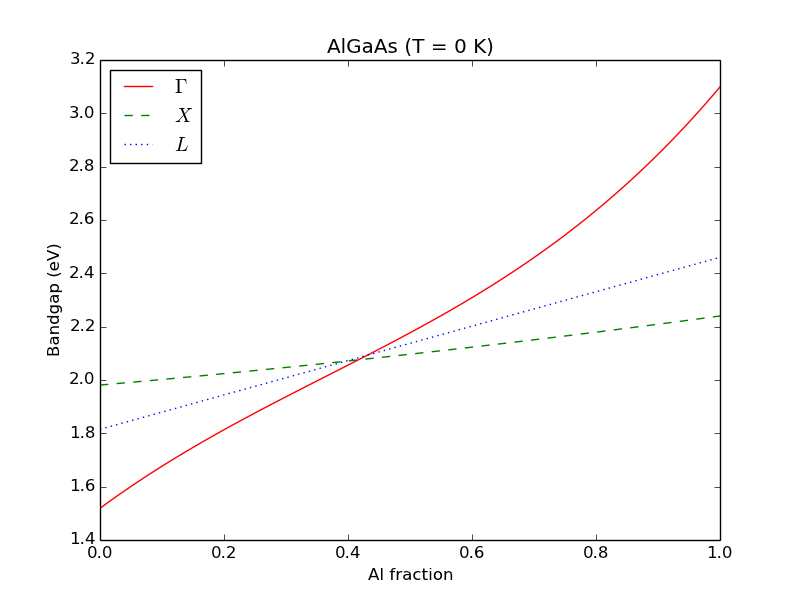 AlGaAs (T = 0 K)
Γ
X
L
Bandgap (eV)
3.2
3.0
2.8
2.6
2.4
2.2
2.0
1.8
1.6
1.4
0.0 0.2 0.4 0.6 0.8 1.0
Al fraction